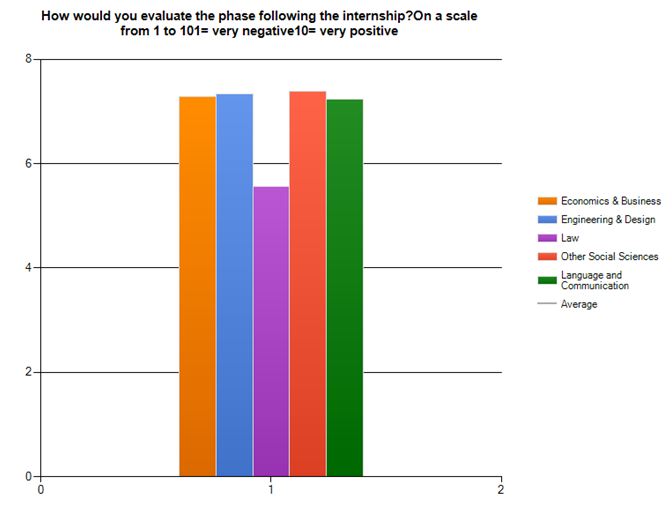 How would you evaluate the phase following the internship?On a scale
from 1 to 101= very negative10= very positive
8
6
4
2
0
0
1
2
Economics & Business
Engineering & Design
Law
Other Social Sciences
Language and
Communication
Average